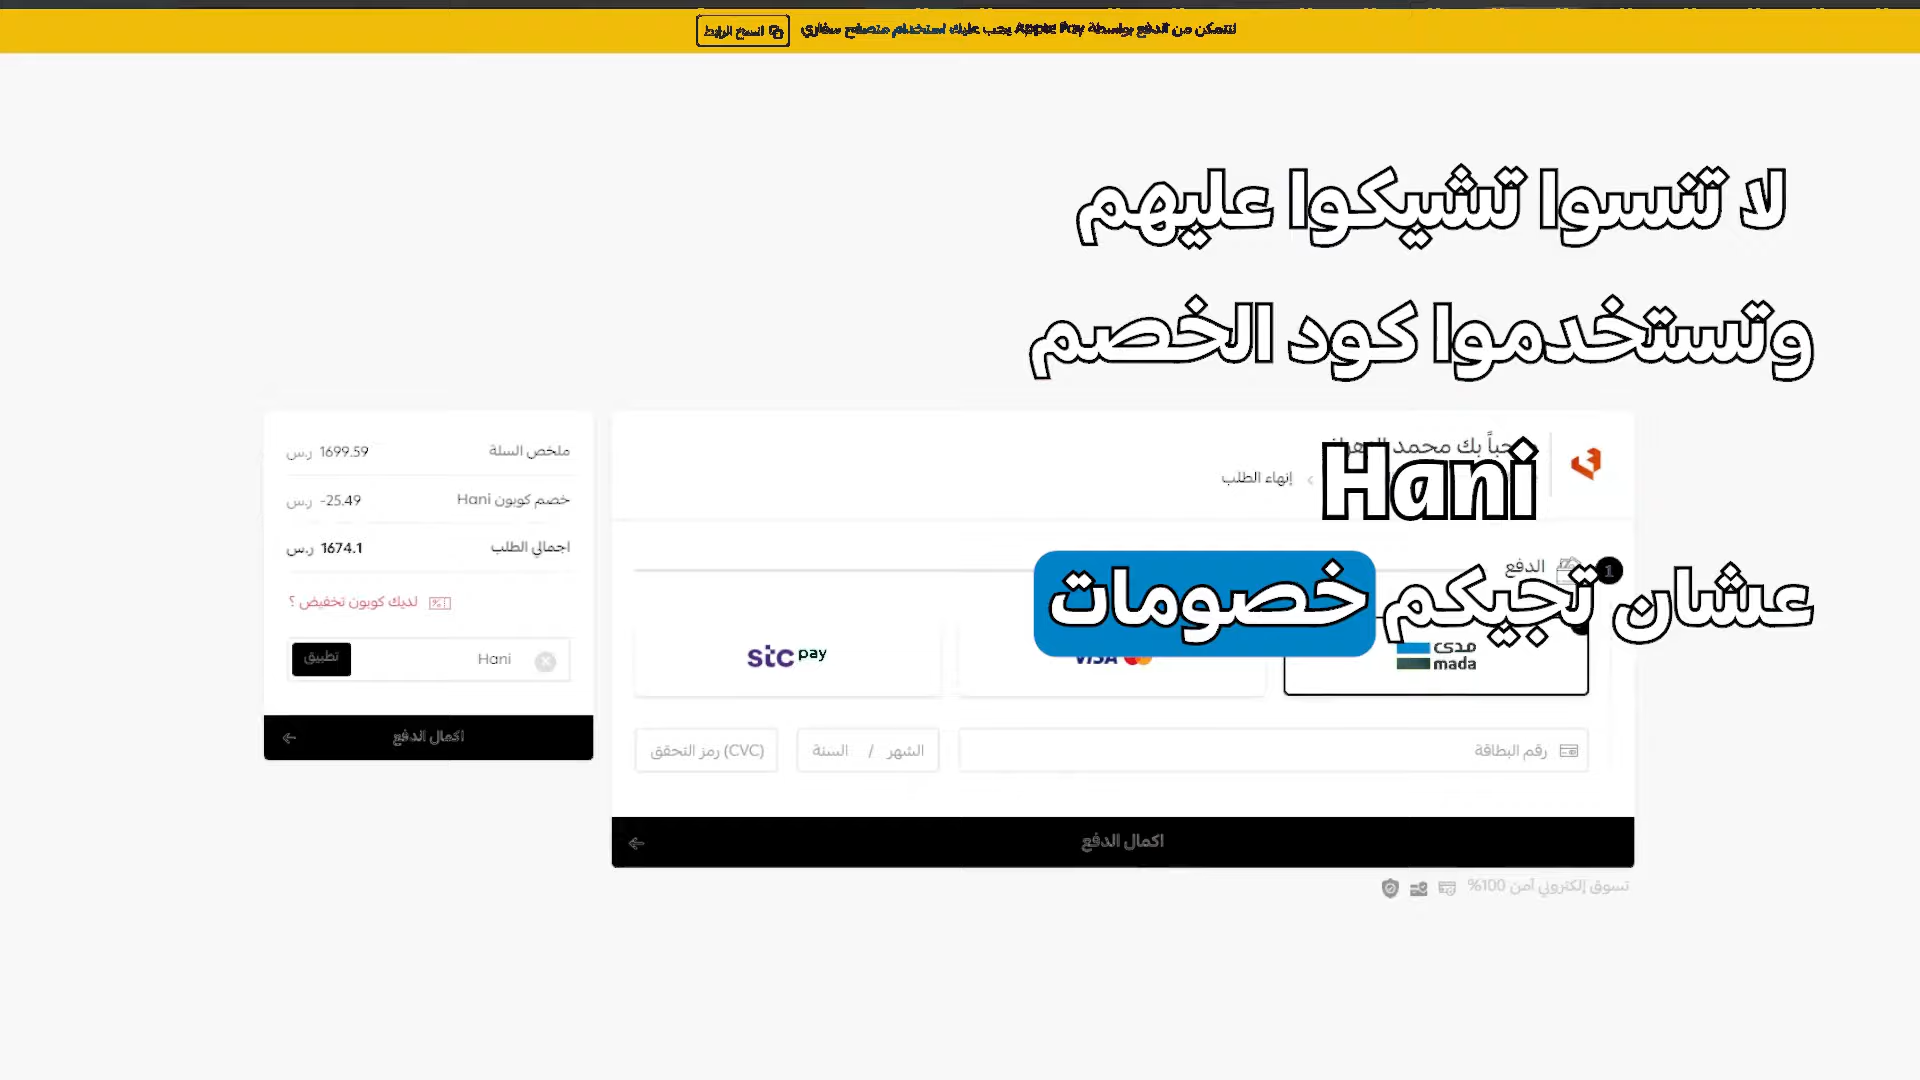 لتتمكن من الدفع بواسطة Apple Pay يجب عليك استخدام متصفح سفاري
انسخ الرابط
لا تنسوا تشيكوا عليهم
وتستخدموا كود الخصم
Hani
عشان تجيكم خصومات
بك محمد
إنهاء الطلب
1 الدفع
مدى
mada
VISA
stc pay
رقم البطاقة
الشهر / السنة
(CVC) رمز التحقق
اكمال الدفع
تسوق إلكتروني آمن 100%
ملخص السلة 1699.59 ر.س
خصم كوبون Hani -25.49 ر.س
اجمالي الطلب 1674.1 ر.س
لديك كوبون تخفيض ؟
Hani تطبيق
اكمال الدفع